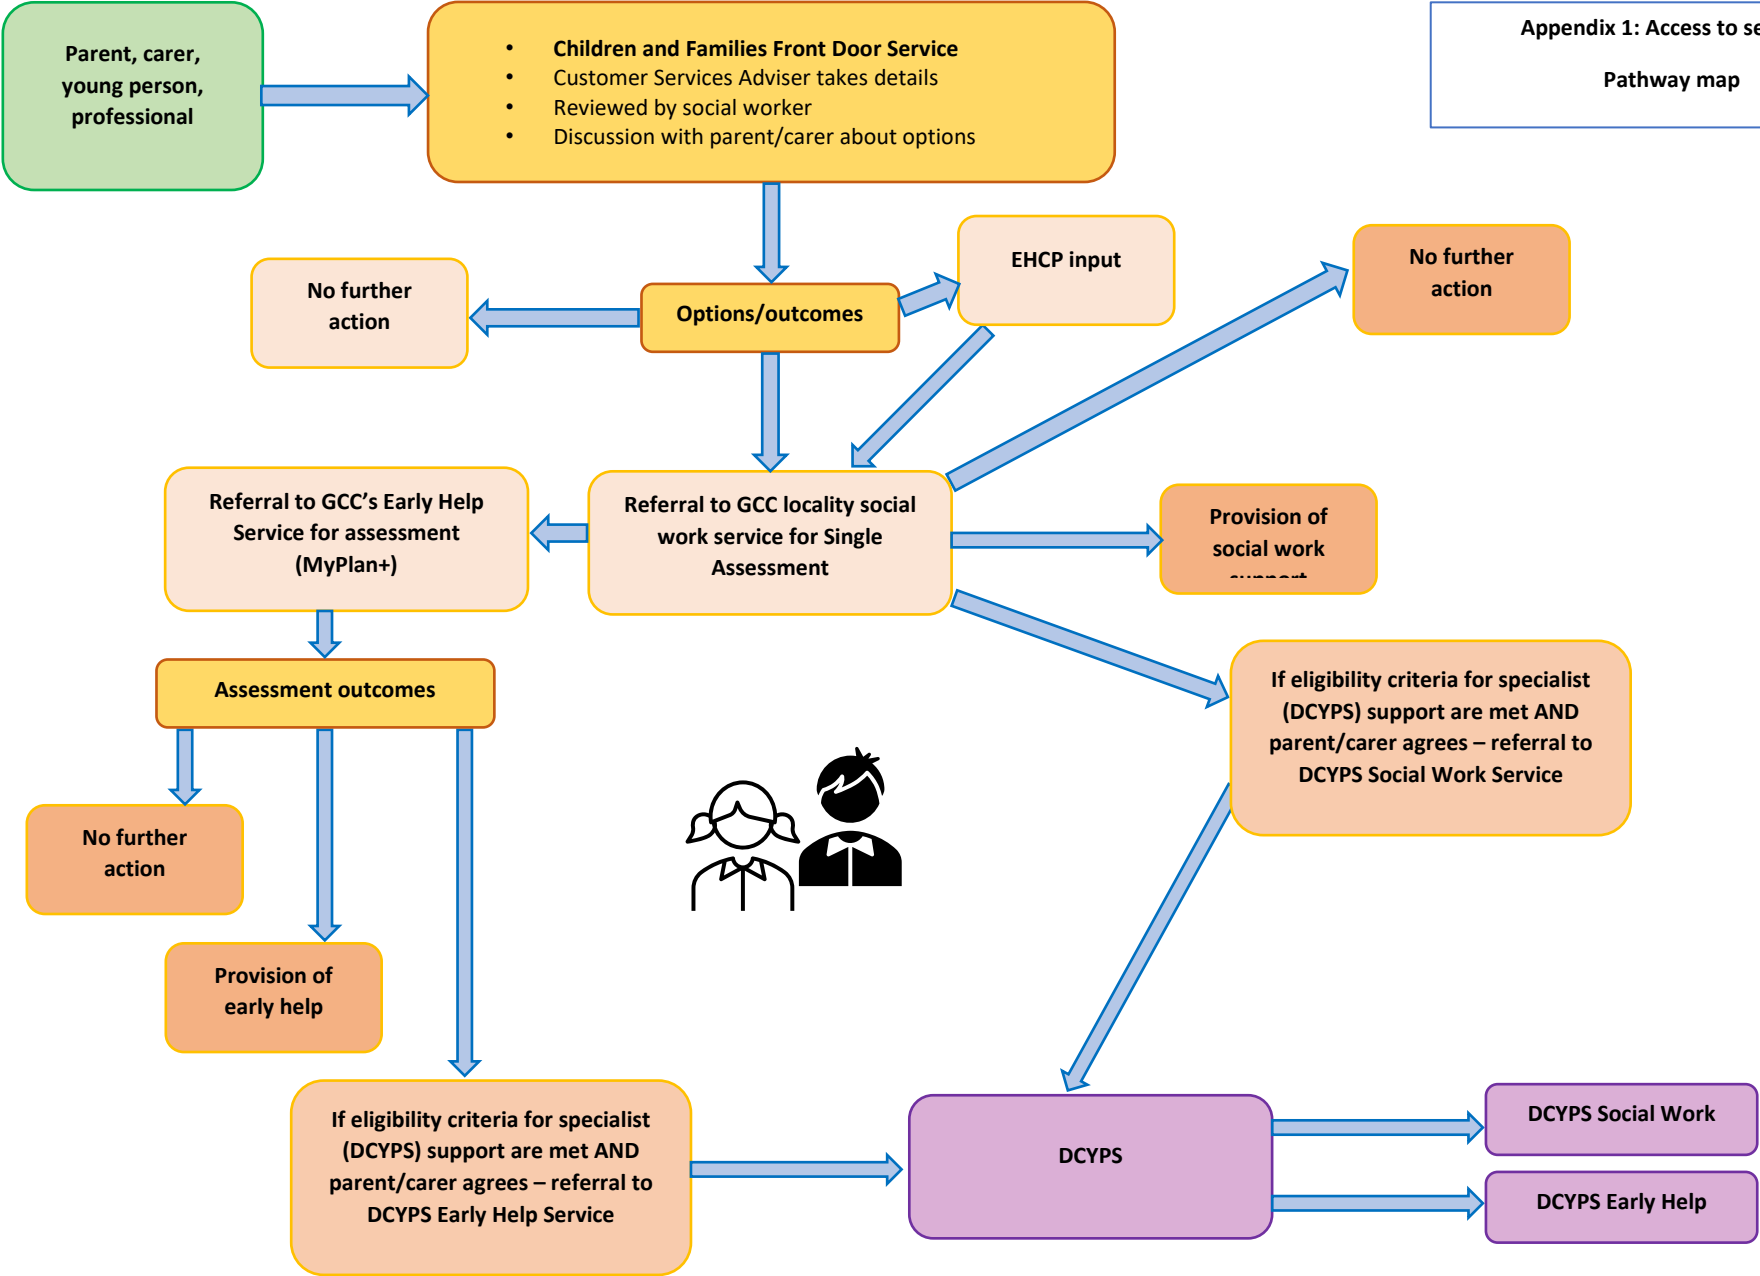 Parent, carer,
young person,
professional
• Children and Families Front Door Service
• Customer Services Adviser takes details
• Reviewed by social worker
• Discussion with parent/carer about options
Appendix 1: Access to
Pathway map
No further
action
Options/outcomes
EHCP input
No further
action
Referral to GCC’s Early Help
Service for assessment
(MyPlan+)
Referral to GCC locality social
work service for Single
Assessment
Provision of
social work
support
Assessment outcomes
If eligibility criteria for specialist
(DCYPS) support are met AND
parent/carer agrees – referral to
DCYPS Social Work Service
No further
action
Provision of
early help
If eligibility criteria for specialist
(DCYPS) support are met AND
parent/carer agrees – referral to
DCYPS Early Help Service
DCYPS
DCYPS Social Work
DCYPS Early Help